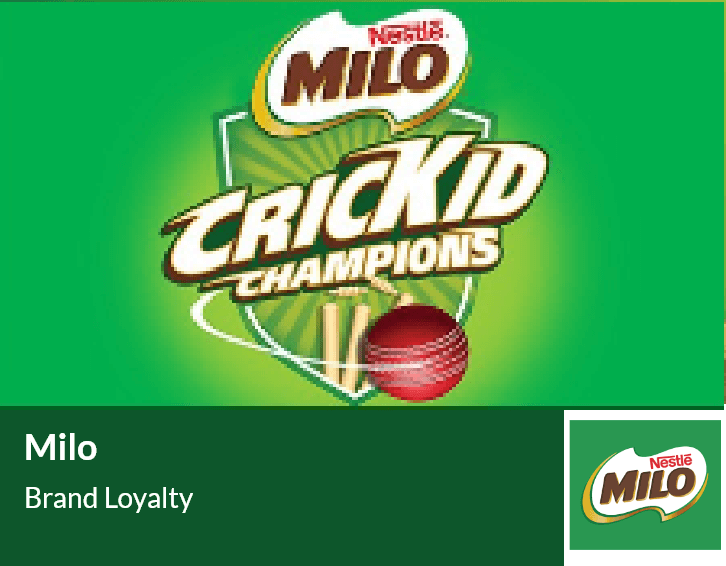 Nestlé
MILO
CRICKID
CHAMPIONS
Milo
Brand Loyalty
Nestlé
MILO